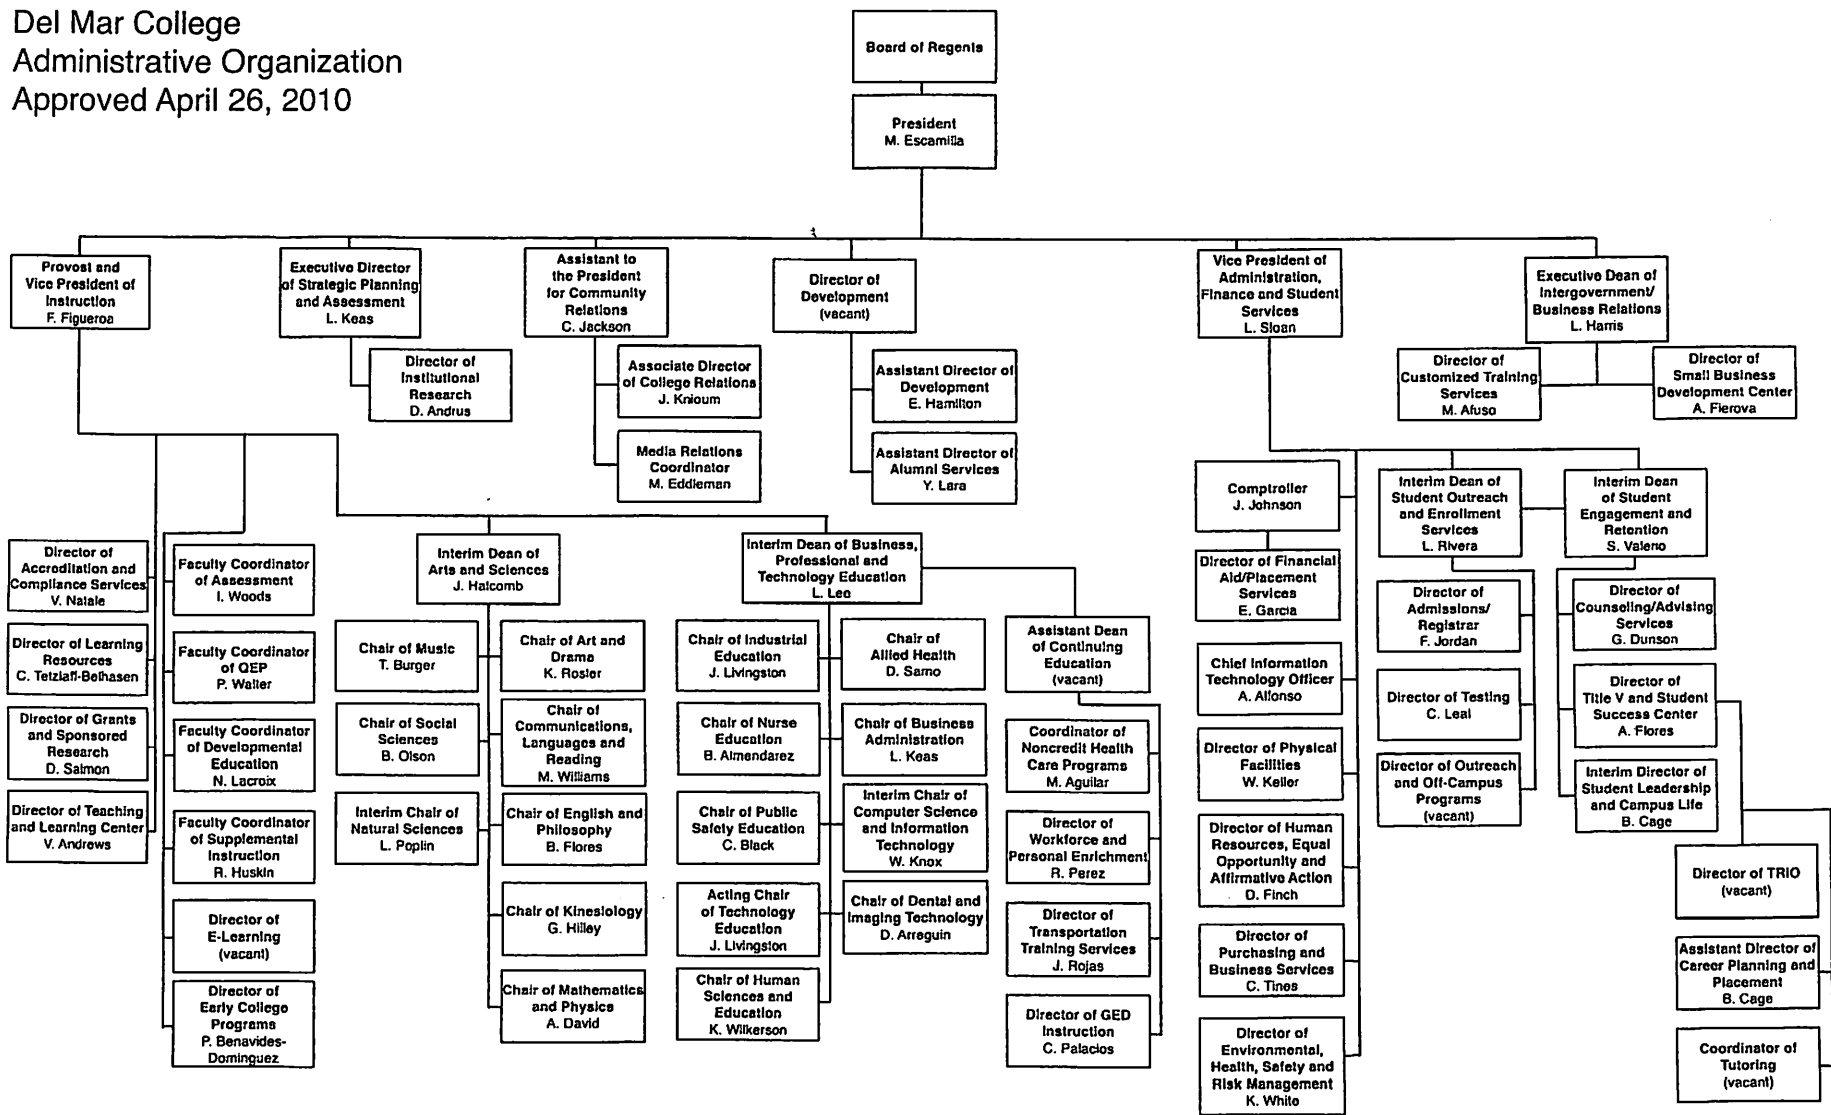 Del Mar College
Administrative Organization
Approved April 26, 2010
Board of Regents
President
M. Escamilla
Provost and
Vice President of
Instruction
F. Figueroa
Executive Director
of Strategic Planning
and Assessment
L. Keas
Assistant to
the President
for Community
Relations
C. Jackson
Director of
Development
(vacant)
Vice President of
Administration,
Finance and Student
Services
L. Sloan
Executive Dean of
Intergovernment/
Business Relations
L. Harris
Director of
Institutional
Research
D. Andrus
Associate Director
of College Relations
J. Knioum
Media Relations
Coordinator
M. Eddleman
Assistant Director of
Development
E. Hamilton
Assistant Director of
Alumni Services
Y. Lara
Director of
Customized Training
Services
M. Afuso
Director of
Small Business
Development Center
A. Fierova
Director of
Accreditation and
Compliance Services
V. Natale
Director of Learning
Resources
C. Tetzlaff-Belhasen
Director of Grants
and Sponsored
Research
D. Salmon
Director of Teaching
and Learning Center
V. Andrews
Faculty Coordinator
of Assessment
I. Woods
Faculty Coordinator
of QEP
P. Walter
Faculty Coordinator
of Developmental
Education
N. Lacroix
Faculty Coordinator
of Supplemental
Instruction
R. Huskin
Director of
E-Learning
(vacant)
Director of
Early College
Programs
P. Benavides-
Dominguez
Interim Dean of
Arts and Sciences
J. Halcomb
Chair of Music
T. Burger
Chair of Social
Sciences
B. Olson
Interim Chair of
Natural Sciences
L. Poplin
Chair of Art and
Drama
K. Rosier
Chair of
Communications,
Languages and
Reading
M. Williams
Chair of English and
Philosophy
B. Flores
Chair of Kinesiology
G. Hilley
Chair of Mathematics
and Physics
A. David
Interim Dean of Business,
Professional and
Technology Education
L. Leo
Chair of Industrial
Education
J. Livingston
Chair of Nurse
Education
B. Almendarez
Chair of Public
Safety Education
C. Black
Acting Chair
of Technology
Education
J. Livingston
Chair of Human
Sciences and
Education
K. Wilkerson
Chair of
Allied Health
D. Samo
Chair of Business
Administration
L. Keas
Interim Chair of
Computer Science
and Information
Technology
W. Knox
Chair of Dental and
Imaging Technology
D. Arreguin
Assistant Dean
of Continuing
Education
(vacant)
Coordinator of
Noncredit Health
Care Programs
M. Aguilar
Director of
Workforce and
Personal Enrichment
R. Perez
Director of
Transportation
Training Services
J. Rojas
Director of GED
Instruction
C. Palacios
Comptroller
J. Johnson
Director of Financial
Aid/Placement
Services
E. Garcia
Chief Information
Technology Officer
A. Alfonso
Director of Physical
Facilities
W. Keller
Director of Human
Resources, Equal
Opportunity and
Affirmative Action
D. Finch
Director of
Purchasing and
Business Services
C. Tines
Director of
Environmental,
Health, Safety and
Risk Management
K. White
Interim Dean of
Student Outreach
and Enrollment
Services
L. Rivera
Director of
Admissions/
Registrar
F. Jordan
Director of Testing
C. Leal
Director of Outreach
and Off-Campus
Programs
(vacant)
Interim Dean
of Student
Engagement and
Retention
S. Valerio
Director of
Counseling/Advising
Services
G. Dunson
Director of
Title V and Student
Success Center
A. Flores
Interim Director of
Student Leadership
and Campus Life
B. Cage
Director of TRIO
(vacant)
Assistant Director of
Career Planning and
Placement
B. Cage
Coordinator of
Tutoring
(vacant)